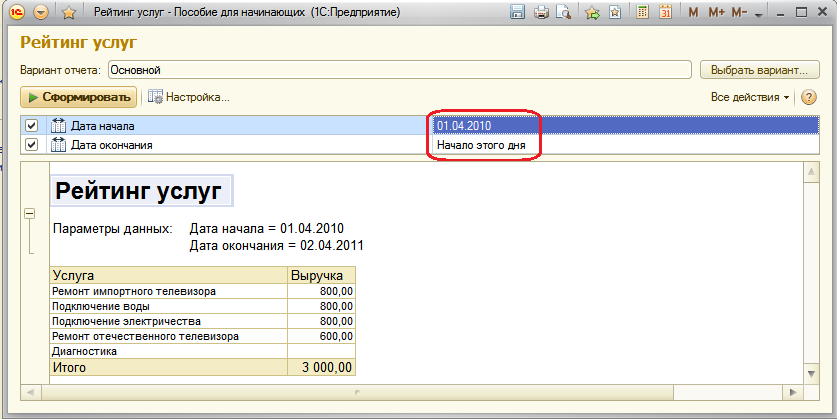 Рейтинг услуг - Пособие для начинающих (1С:Предприятие)
M M+ M-
Рейтинг услуг
Вариант отчета: Основной Выбрать вариант...
Сформировать Настройка... Все действия ?
Дата начала 01.04.2010
Дата окончания Начало этого дня
Рейтинг услуг
Параметры данных: Дата начала = 01.04.2010
Дата окончания = 02.04.2011
Услуга Выручка
Ремонт импортного телевизора 800,00
Подключение воды 800,00
Подключение электричества 800,00
Ремонт отечественного телевизора 600,00
Диагностика
Итого 3 000,00